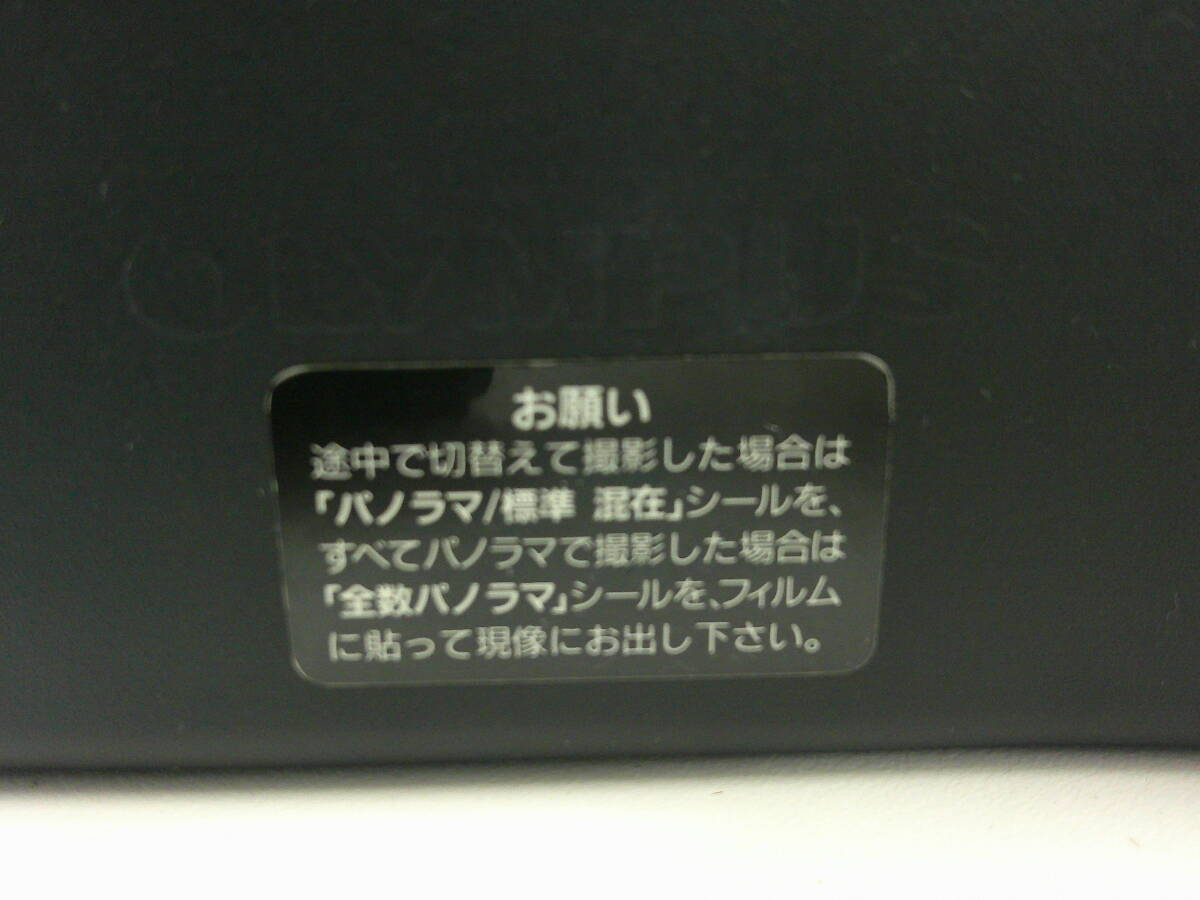 OLYMPUS
お願い
途中で切替えて撮影した場合は
「パノラマ/標準 混在」シールを、
すべてパノラマで撮影した場合は
「全数パノラマ」シールを、フィルム
に貼って現像にお出し下さい。